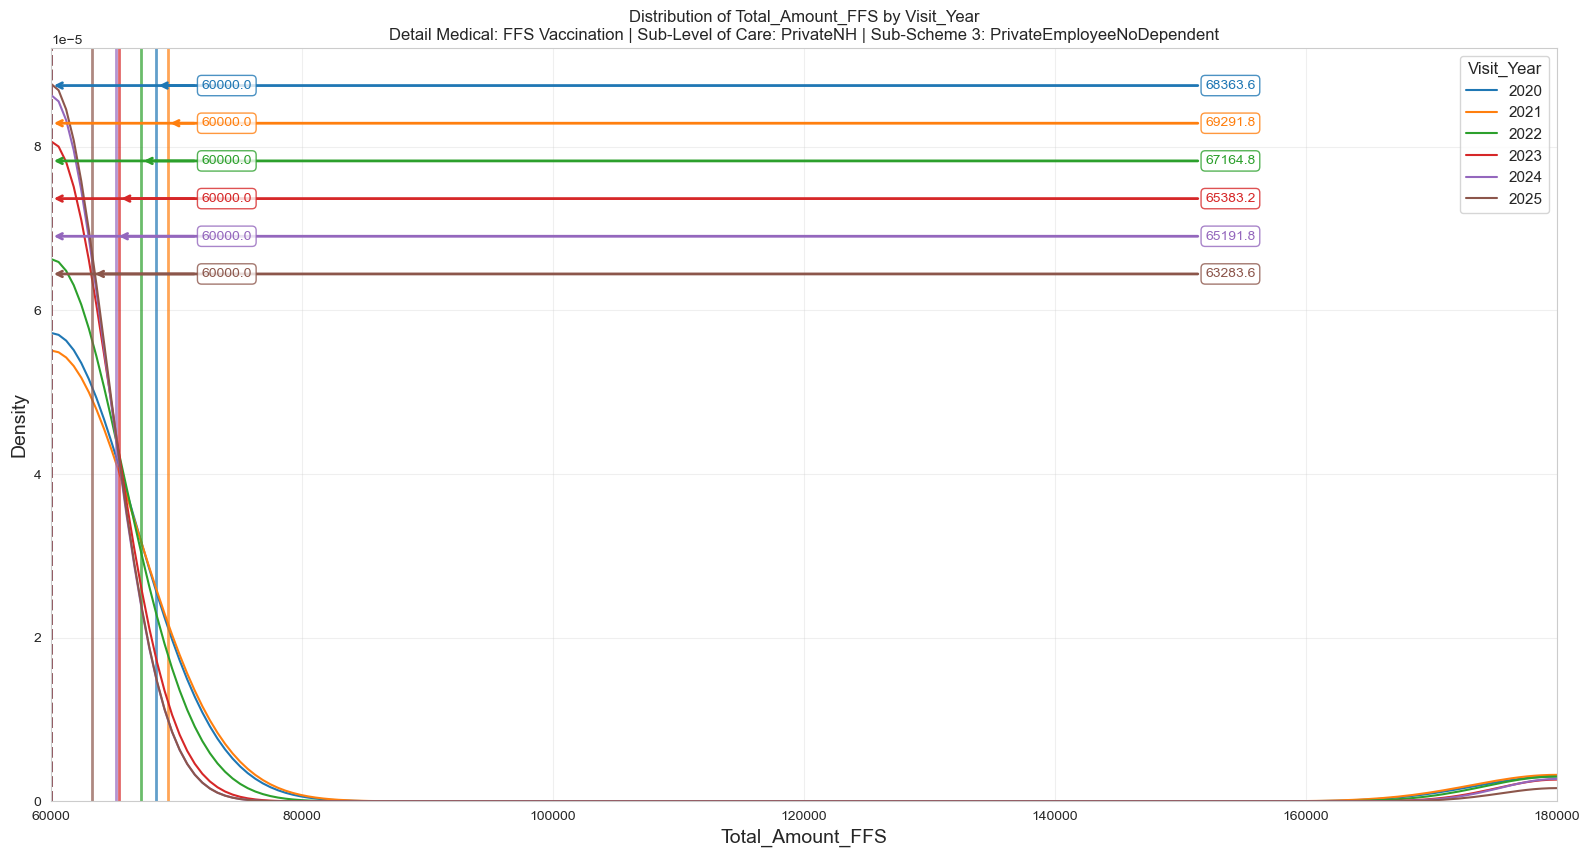 Distribution of Total_Amount_FFS by Visit_Year
Detail Medical: FFS Vaccination | Sub-Level of Care: PrivateNH | Sub-Scheme 3: PrivateEmployeeNoDependent
1e−5
Visit_Year
2020
2021
2022
2023
2024
2025
60000.0 68363.6
60000.0 69291.8
60000.0 67164.8
60000.0 65383.2
60000.0 65191.8
60000.0 63283.6
8
6
4
2
0
Density
60000 80000 100000 120000 140000 160000 180000
Total_Amount_FFS